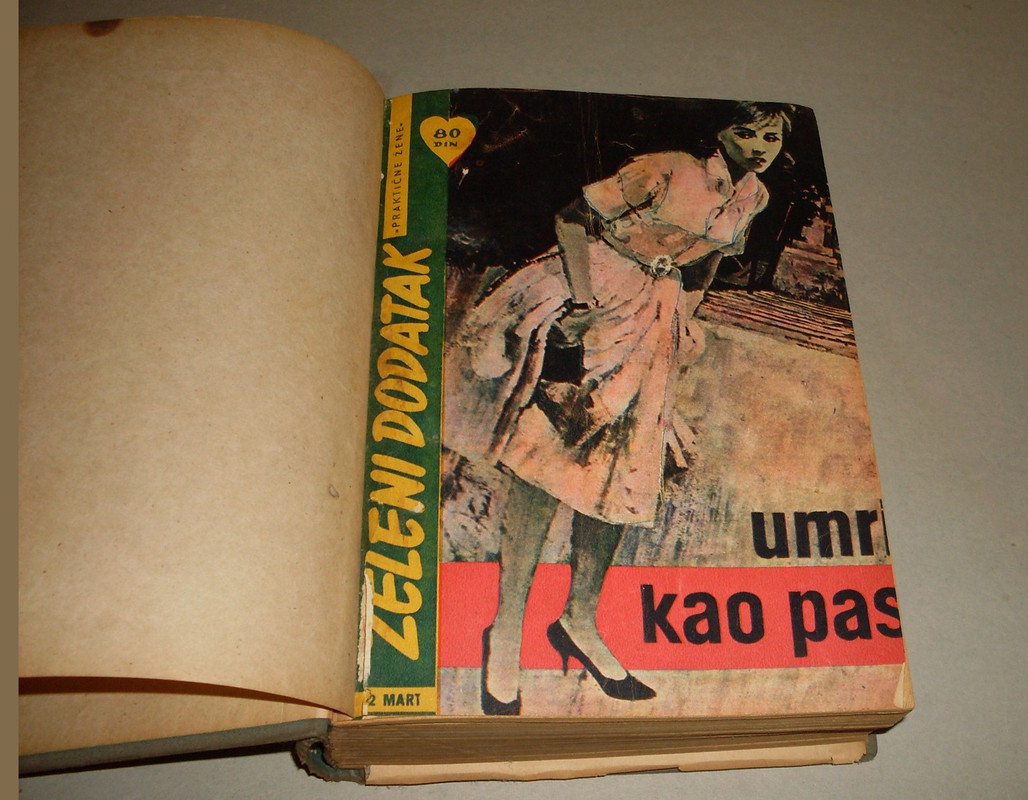 80
DIN
»PRAKTIČNE ŽENE«
ZELENI DODATAK
umri
kao pas
2 MART